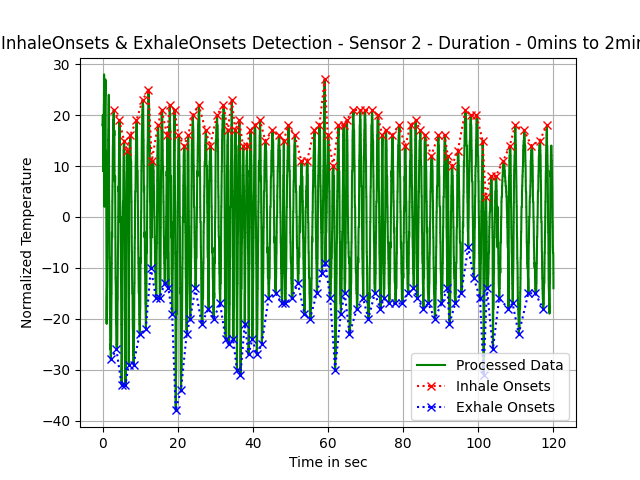 InhaleOnsets & ExhaleOnsets Detection - Sensor 2 - Duration - 0mins to 2min
30
20
10
0
−10
−20
−30
−40
Normalized Temperature
Processed Data
Inhale Onsets
Exhale Onsets
0 20 40 60 80 100 120
Time in sec